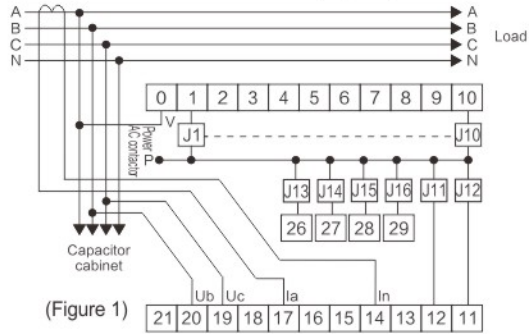 A A
B B
C C Load
N N
0 1 2 3 4 5 6 7 8 9 10
V
J1 J10
Power
AC contactor
P
J13 J14 J15 J16 J11 J12
26 27 28 29
Capacitor
cabinet
Ub Uc Ia In
(Figure 1)
21 20 19 18 17 16 15 14 13 12 11